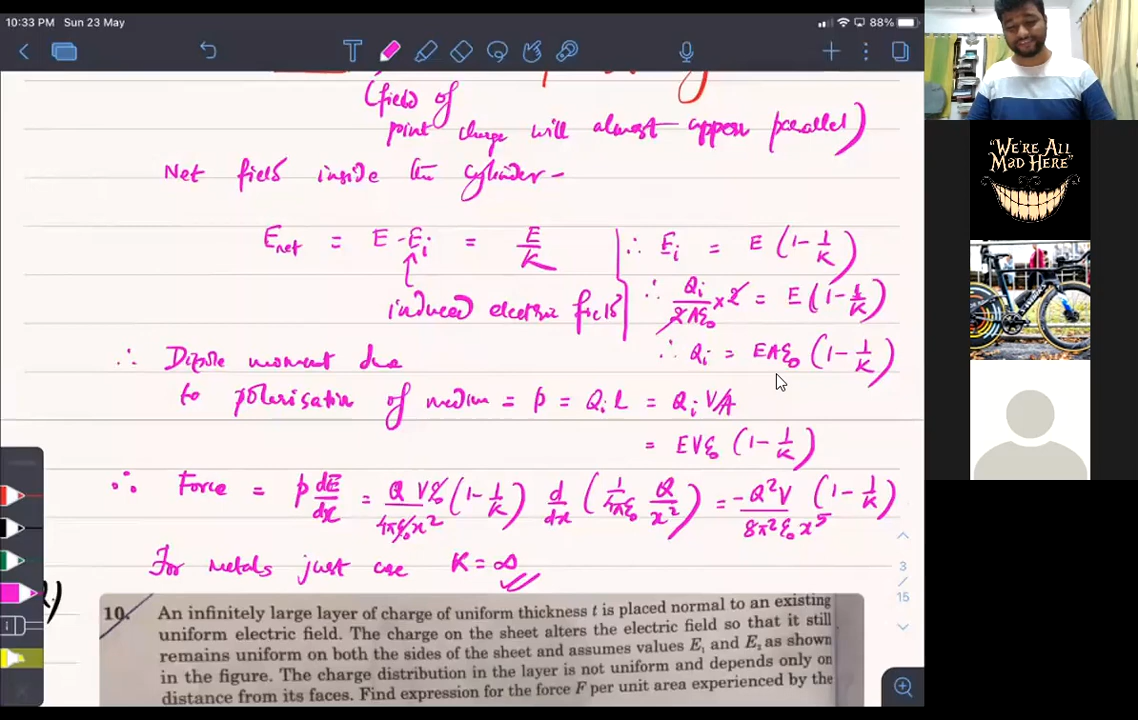 10:33 PM Sun 23 May
88%
T
(field of
point charge will almost appear parallel)
Net field inside the cylinder -
Enet = E - Ei = E/K
induced electric field
∴ Ei = E (1 - 1/K)
∴ Qi/2Aε0 × 2 = E (1 - 1/K)
∴ Qi = EAε0 (1 - 1/K)
∴ Dipole moment due
to polarisation of medium = p = Qi l = Qi V/A
= EVε0 (1 - 1/K)
∴ Force = p dE/dx = Q Vε0/4πε0x² (1 - 1/K) d/dx (1/4πε0 Q/x²) = -Q²V/8π²ε0x⁵ (1 - 1/K)
For metals just use K = ∞
3
/
15
10. An infinitely large layer of charge of uniform thickness t is placed normal to an existing
uniform electric field. The charge on the sheet alters the electric field so that it still
remains uniform on both the sides of the sheet and assumes values E₁ and E₂ as shown
in the figure. The charge distribution in the layer is not uniform and depends only on
distance from its faces. Find expression for the force F per unit area experienced by the
"WE'RE ALL
MAD HERE"